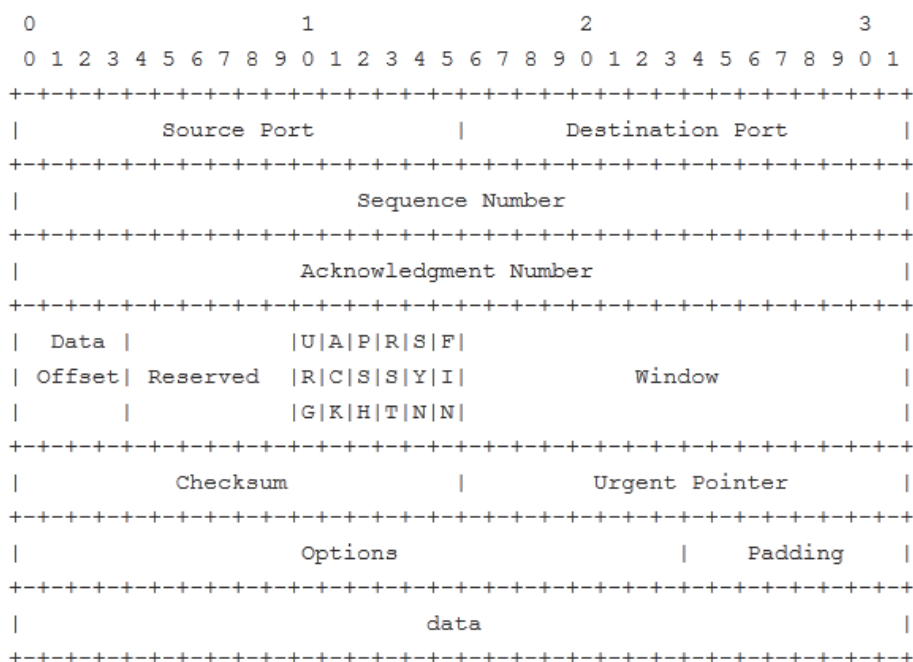 0                   1                   2                   3
 0 1 2 3 4 5 6 7 8 9 0 1 2 3 4 5 6 7 8 9 0 1 2 3 4 5 6 7 8 9 0 1
+-+-+-+-+-+-+-+-+-+-+-+-+-+-+-+-+-+-+-+-+-+-+-+-+-+-+-+-+-+-+-+-+
|          Source Port          |       Destination Port        |
+-+-+-+-+-+-+-+-+-+-+-+-+-+-+-+-+-+-+-+-+-+-+-+-+-+-+-+-+-+-+-+-+
|                        Sequence Number                        |
+-+-+-+-+-+-+-+-+-+-+-+-+-+-+-+-+-+-+-+-+-+-+-+-+-+-+-+-+-+-+-+-+
|                    Acknowledgment Number                      |
+-+-+-+-+-+-+-+-+-+-+-+-+-+-+-+-+-+-+-+-+-+-+-+-+-+-+-+-+-+-+-+-+
|  Data |           |U|A|P|R|S|F|                               |
| Offset| Reserved  |R|C|S|S|Y|I|            Window             |
|       |           |G|K|H|T|N|N|                               |
+-+-+-+-+-+-+-+-+-+-+-+-+-+-+-+-+-+-+-+-+-+-+-+-+-+-+-+-+-+-+-+-+
|           Checksum            |         Urgent Pointer        |
+-+-+-+-+-+-+-+-+-+-+-+-+-+-+-+-+-+-+-+-+-+-+-+-+-+-+-+-+-+-+-+-+
|                    Options                    |    Padding    |
+-+-+-+-+-+-+-+-+-+-+-+-+-+-+-+-+-+-+-+-+-+-+-+-+-+-+-+-+-+-+-+-+
|                             data                              |
+-+-+-+-+-+-+-+-+-+-+-+-+-+-+-+-+-+-+-+-+-+-+-+-+-+-+-+-+-+-+-+-+